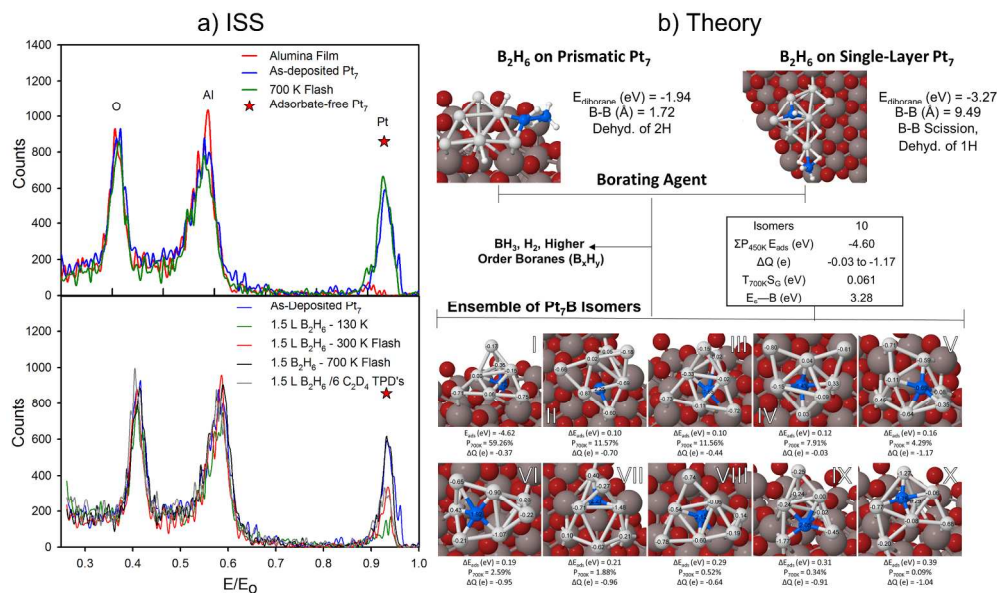 a) ISS
b) Theory
1400
1200
1000
800
600
400
200
0
Counts
Alumina Film
As-deposited Pt7
700 K Flash
Adsorbate-free Pt7
O
Al
Pt
1000
800
600
400
200
0
Counts
As-Deposited Pt7
1.5 L B2H6 - 130 K
1.5 L B2H6 - 300 K Flash
1.5 B2H6 - 700 K Flash
1.5 L B2H6 6 C2D4 TPD's
0.3 0.4 0.5 0.6 0.7 0.8 0.9 1.0
E/EO
B2H6 on Prismatic Pt7
Ediborane (eV) = -1.94
B-B (Å) = 1.72
Dehyd. of 2H
B2H6 on Single-Layer Pt7
Ediborane (eV) = -3.27
B-B (Å) = 9.49
B-B Scission,
Dehyd. of 1H
Borating Agent
BH3, H2, Higher
Order Boranes (BxHy)
Isomers 10
ΣP450K Eads (eV) -4.60
ΔQ (e) -0.03 to -1.17
T700KSG (eV) 0.061
Ee—B (eV) 3.28
Ensemble of Pt7B Isomers
I
II
III
IV
V
Eads (eV) = -4.62
P700K = 59.26%
ΔQ (e) = -0.37
ΔEads (eV) = 0.10
P700K = 11.57%
ΔQ (e) = -0.70
ΔEads (eV) = 0.10
P700K = 11.56%
ΔQ (e) = -0.44
ΔEads (eV) = 0.12
P700K = 7.91%
ΔQ (e) = -0.03
ΔEads (eV) = 0.16
P700K = 4.29%
ΔQ (e) = -1.17
VI
VII
VIII
IX
X
ΔEads (eV) = 0.19
P700K = 2.59%
ΔQ (e) = -0.95
ΔEads (eV) = 0.21
P700K = 1.88%
ΔQ (e) = -0.96
ΔEads (eV) = 0.29
P700K = 0.52%
ΔQ (e) = -0.64
ΔEads (eV) = 0.31
P700K = 0.34%
ΔQ (e) = -0.91
ΔEads (eV) = 0.39
P700K = 0.09%
ΔQ (e) = -1.04